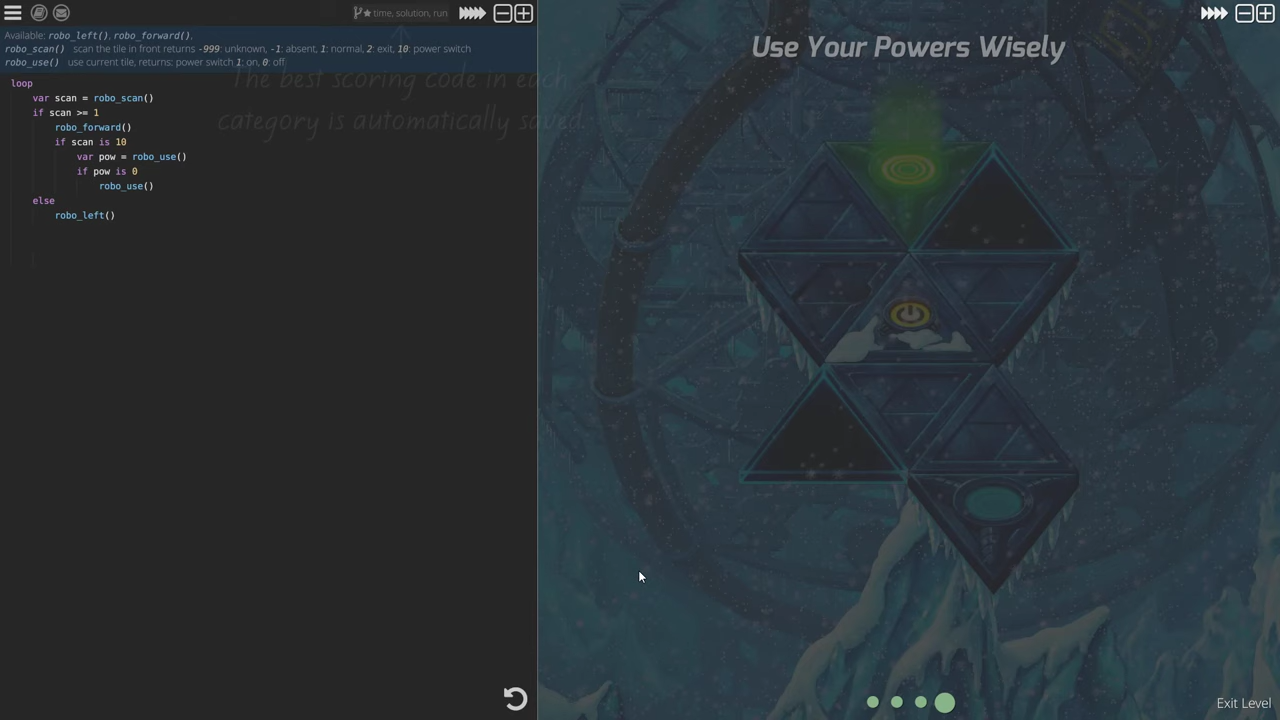 time, solution, run
Available: robo_left(), robo_forward().
robo_scan()  scan the tile in front returns -999: unknown, -1: absent, 1: normal, 2: exit, 10: power switch
robo_use()  use current tile, returns: power switch 1: on, 0: off
The best scoring code in each
category is automatically saved.
loop
var scan = robo_scan()
if scan >= 1
robo_forward()
if scan is 10
var pow = robo_use()
if pow is 0
robo_use()
else
robo_left()
Use Your Powers Wisely
Exit Level